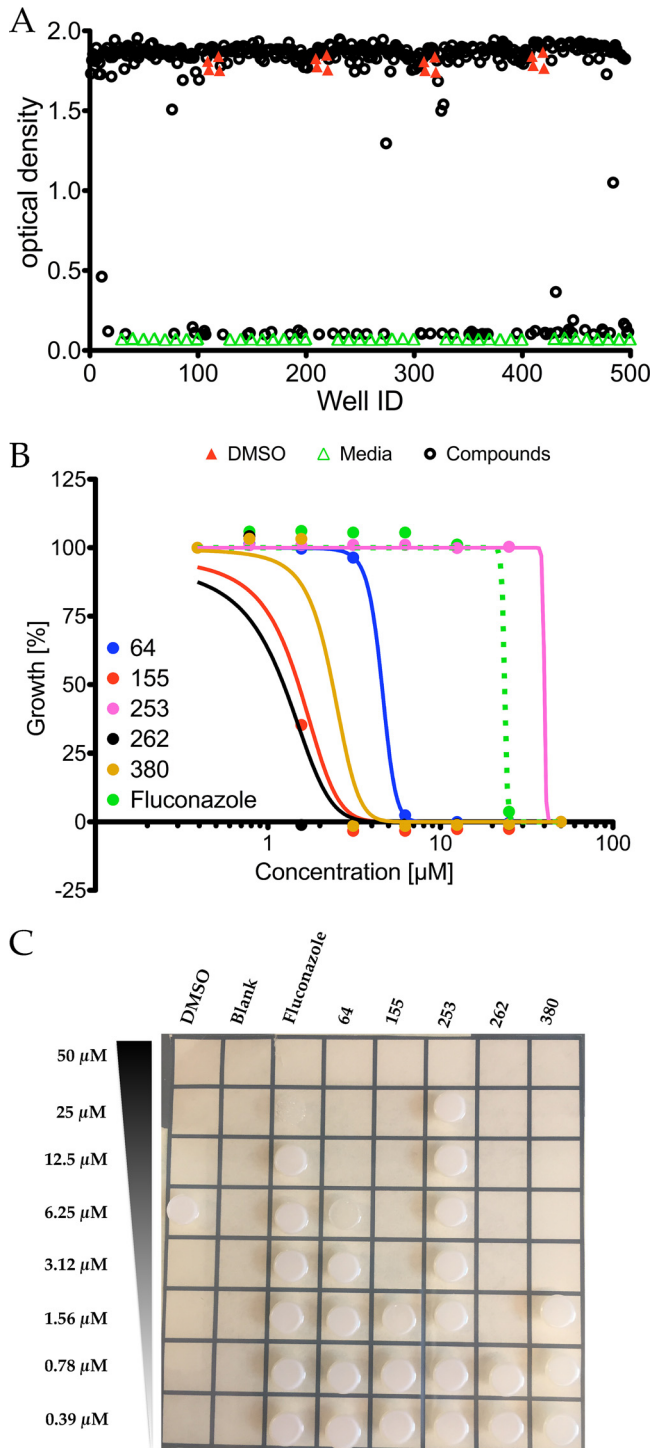 A
2.0
1.5
1.0
0.5
0.0
optical density
0 100 200 300 400 500
Well ID
B
DMSO Media Compounds
125
100
75
50
25
0
-25
Growth [%]
64
155
253
262
380
Fluconazole
1 10 100
Concentration [µM]
C
DMSO Blank Fluconazole 64 155 253 262 380
50 µM
25 µM
12.5 µM
6.25 µM
3.12 µM
1.56 µM
0.78 µM
0.39 µM